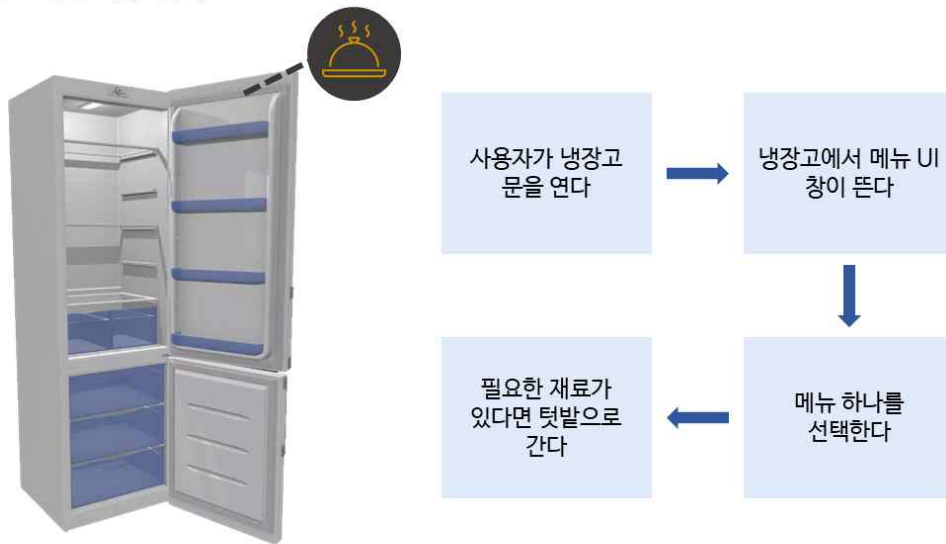 사용자가 냉장고
문을 연다
냉장고에서 메뉴 UI
창이 뜬다
메뉴 하나를
선택한다
필요한 재료가
있다면 텃밭으로
간다